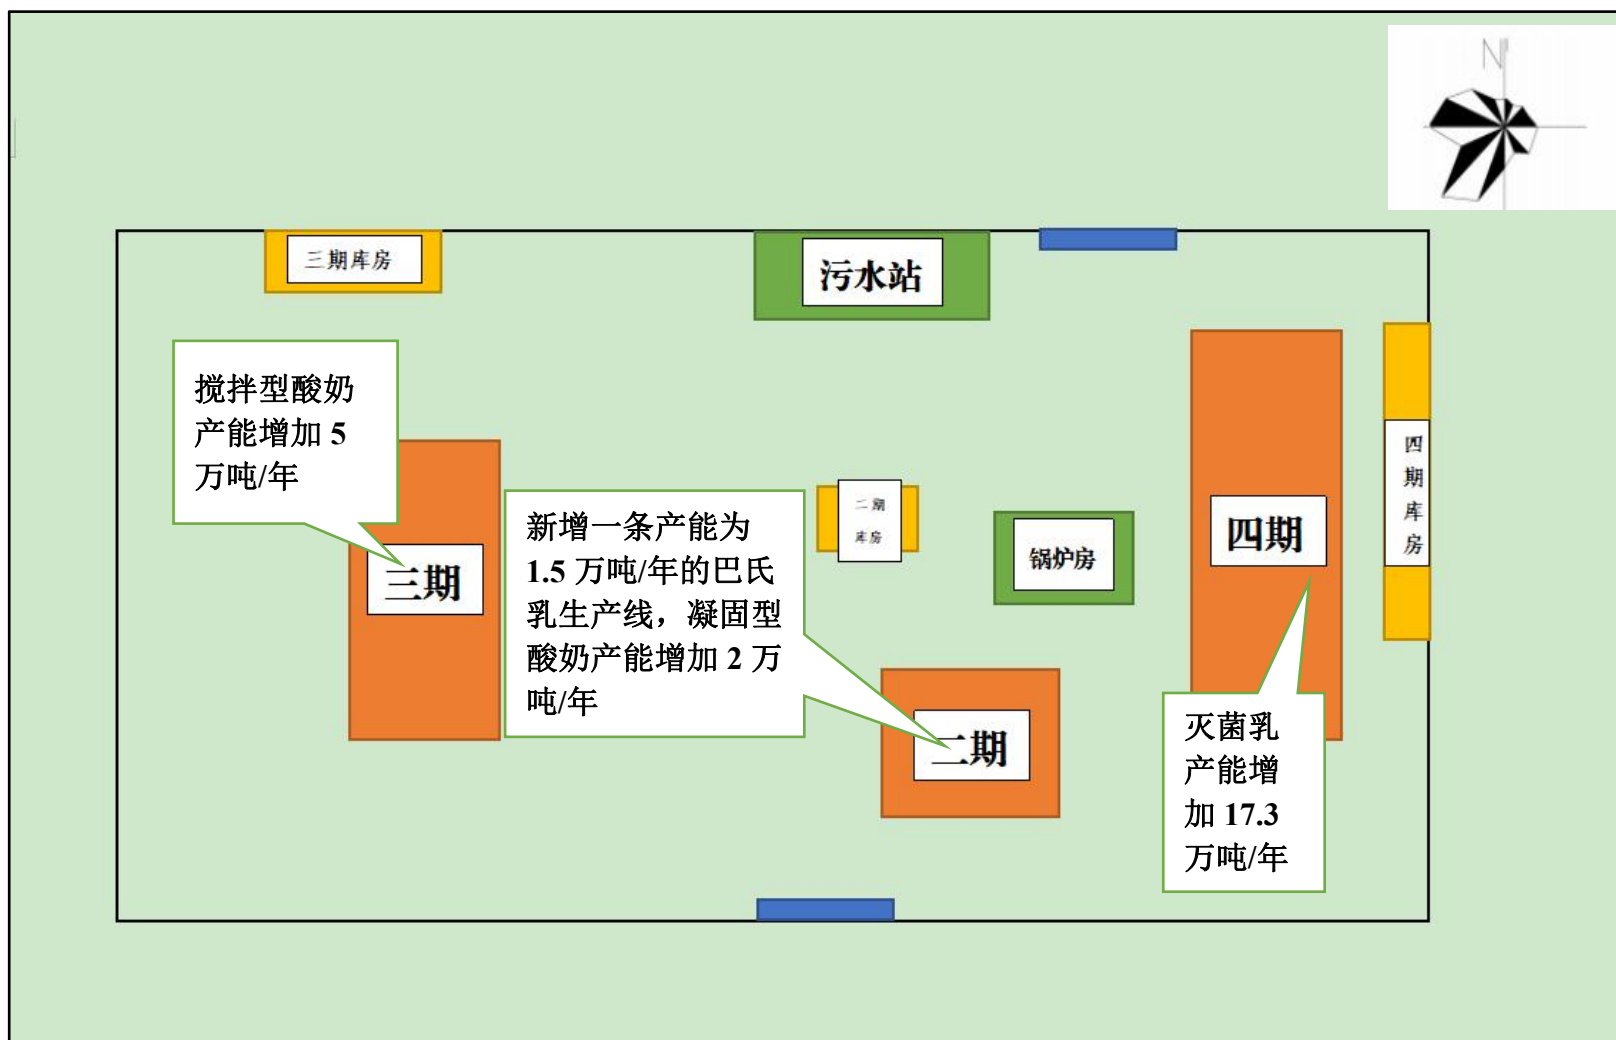 N
三期库房
污水站
搅拌型酸奶
产能增加 5
万吨/年
三期
新增一条产能为
1.5 万吨/年的巴氏
乳生产线，凝固型
酸奶产能增加 2 万
吨/年
二期
库房
锅炉房
四期
四
期
库
房
二期
灭菌乳
产能增
加 17.3
万吨/年